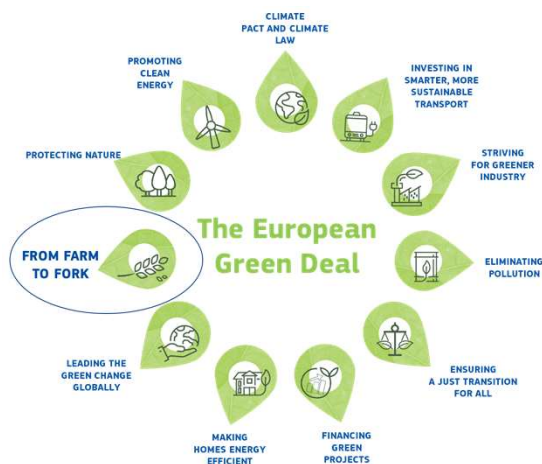 CLIMATE
PACT AND CLIMATE
LAW
PROMOTING
CLEAN
ENERGY
INVESTING IN
SMARTER, MORE
SUSTAINABLE
TRANSPORT
PROTECTING NATURE
STRIVING
FOR GREENER
INDUSTRY
The European
Green Deal
FROM FARM
TO FORK
ELIMINATING
POLLUTION
LEADING THE
GREEN CHANGE
GLOBALLY
ENSURING
A JUST TRANSITION
FOR ALL
MAKING
HOMES ENERGY
EFFICIENT
FINANCING
GREEN
PROJECTS